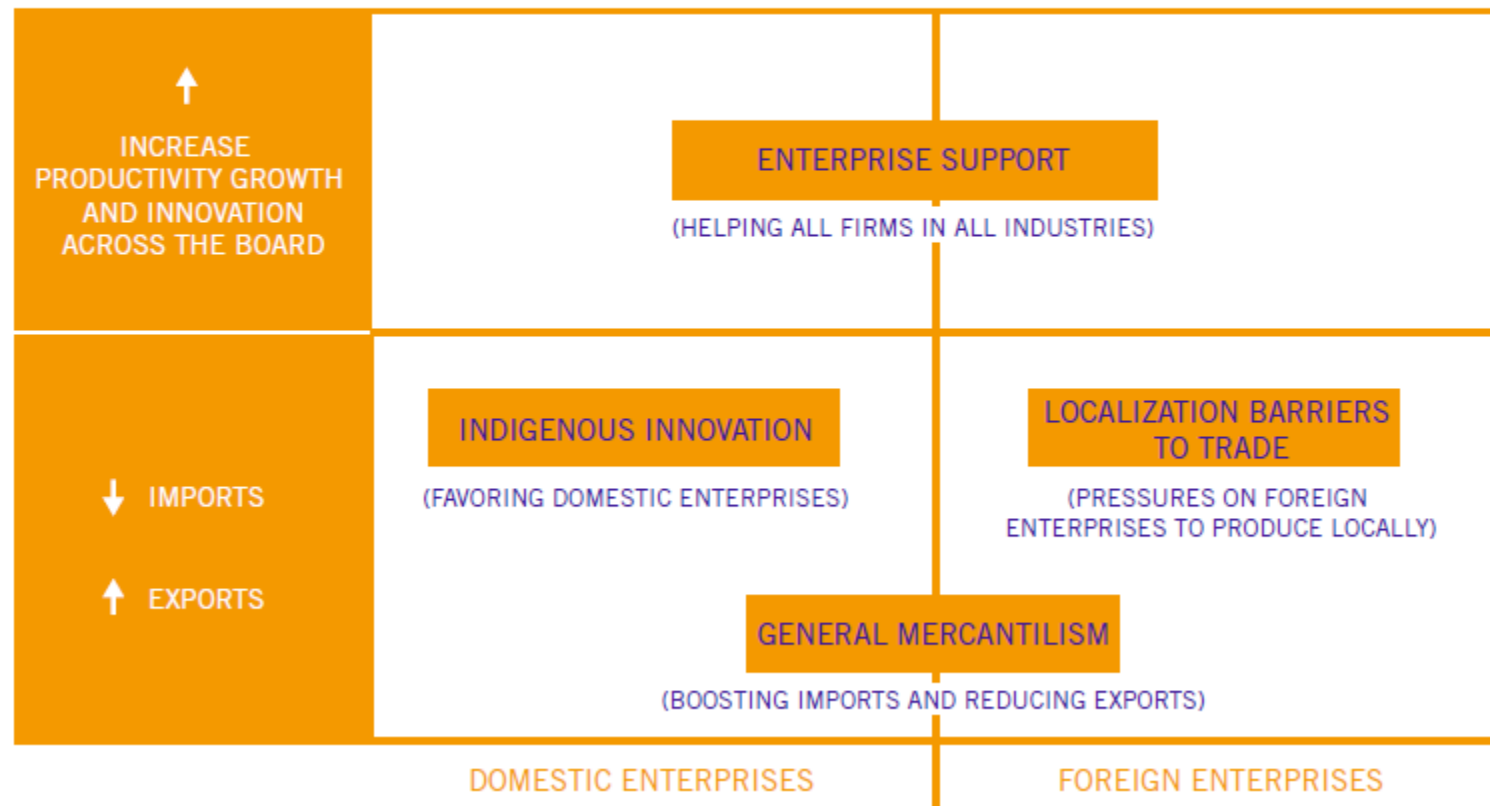 ↑
INCREASE
PRODUCTIVITY GROWTH
AND INNOVATION
ACROSS THE BOARD
ENTERPRISE SUPPORT
(HELPING ALL FIRMS IN ALL INDUSTRIES)
↓ IMPORTS
↑ EXPORTS
INDIGENOUS INNOVATION
(FAVORING DOMESTIC ENTERPRISES)
LOCALIZATION BARRIERS
TO TRADE
(PRESSURES ON FOREIGN
ENTERPRISES TO PRODUCE LOCALLY)
GENERAL MERCANTILISM
(BOOSTING IMPORTS AND REDUCING EXPORTS)
DOMESTIC ENTERPRISES
FOREIGN ENTERPRISES